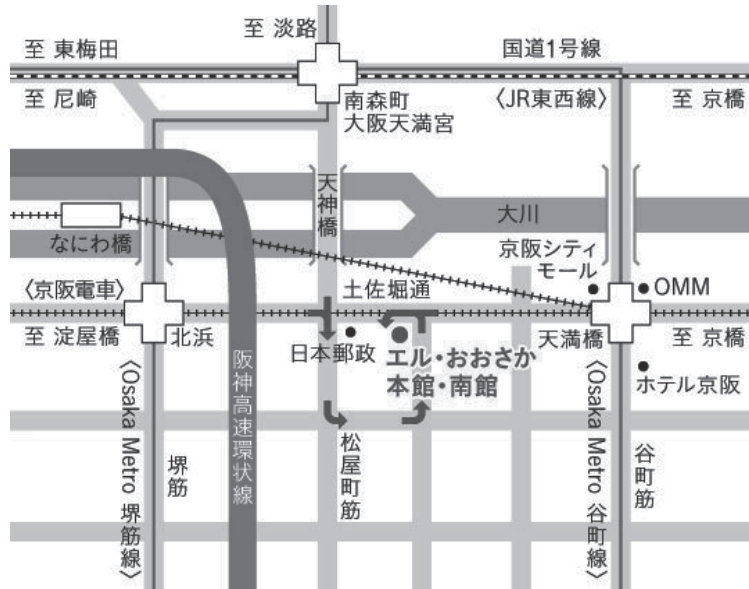 至 淡路
至 東梅田
国道1号線
至 尼崎
南森町
大阪天満宮
〈JR東西線〉
至 京橋
天神橋
大川
なにわ橋
京阪シティ
モール
OMM
〈京阪電車〉
土佐堀通
至 淀屋橋
北浜
日本郵政
エル・おおさか
本館・南館
天満橋
至 京橋
ホテル京阪
阪神高速環状線
〈Osaka Metro 堺筋線〉
堺筋
松屋町筋
〈Osaka Metro 谷町線〉
谷町筋